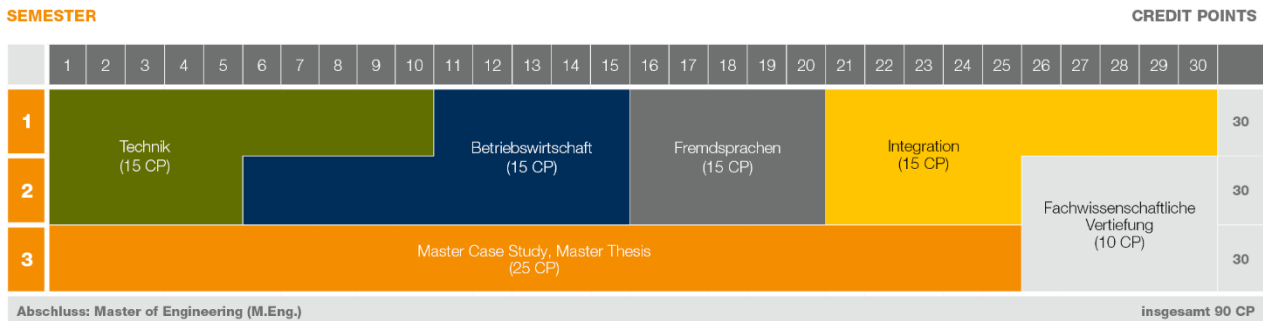 SEMESTER
CREDIT POINTS
1 2 3 4 5 6 7 8 9 10 11 12 13 14 15 16 17 18 19 20 21 22 23 24 25 26 27 28 29 30
1
Technik
(15 CP)
Betriebswirtschaft
(15 CP)
Fremdsprachen
(15 CP)
Integration
(15 CP)
30
2
30
Fachwissenschaftliche
Vertiefung
(10 CP)
3
Master Case Study, Master Thesis
(25 CP)
30
Abschluss: Master of Engineering (M.Eng.)
insgesamt 90 CP